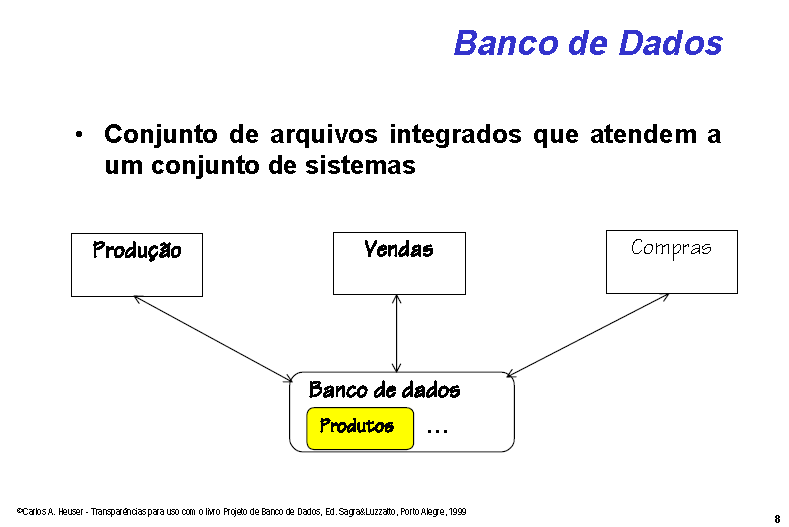 Banco de Dados
• Conjunto de arquivos integrados que atendem a
um conjunto de sistemas
Produção
Vendas
Compras
Banco de dados
Produtos ...
©Carlos A. Heuser - Transparências para uso com o livro Projeto de Banco de Dados, Ed. Sagra&Luzzatto, Porto Alegre, 1999
8